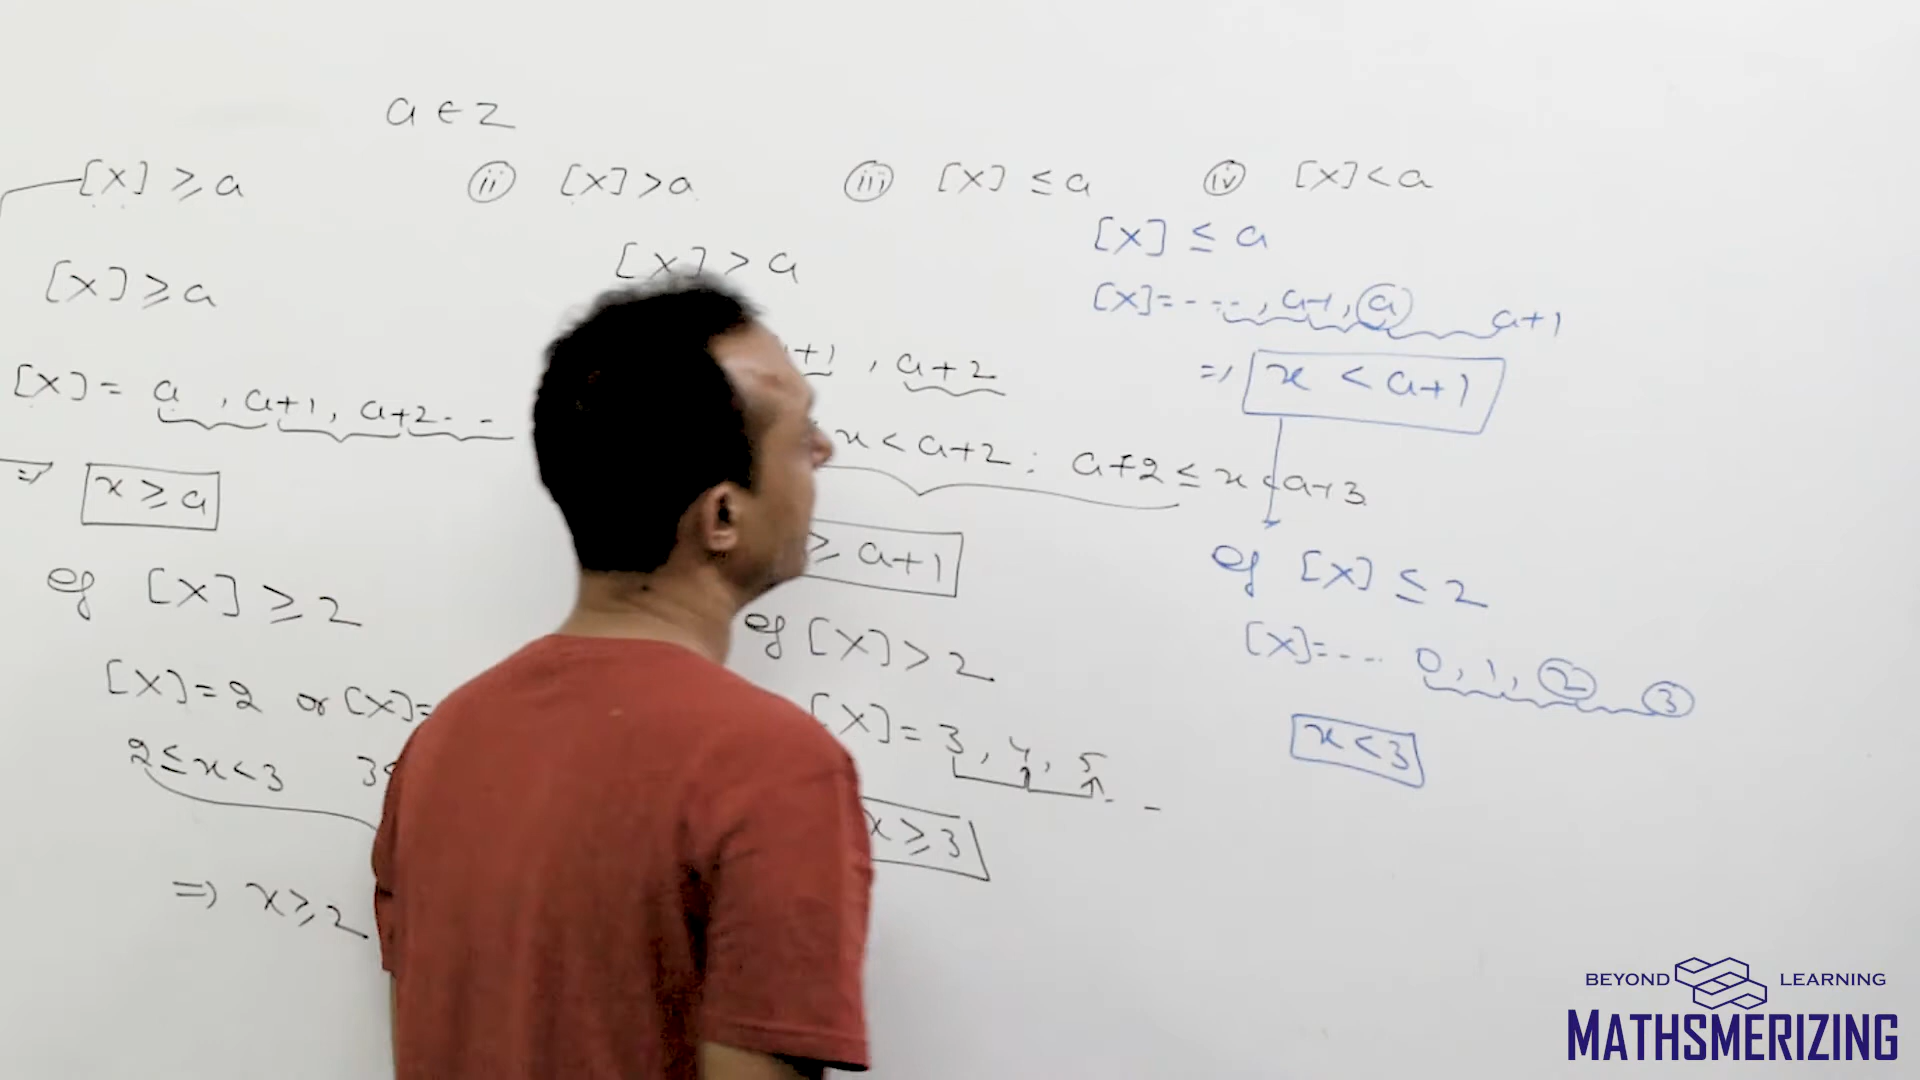 a ∈ Z
[x] ≥ a
(ii) [x] > a
(iii) [x] ≤ a
(iv) [x] < a
[x] ≥ a
[x] = a , a+1, a+2 - -
=> x ≥ a
eg [x] ≥ 2
[x] = 2 or [x] =
2 ≤ x < 3 3≤
=> x ≥ 2
[x] > a
+1 , a+2
x < a+2 : a+2 ≤ x < a+3
≥ a+1
eg [x] > 2
[x] = 3, 4, 5 - -
x ≥ 3
[x] ≤ a
[x] = - - - - , a-1, a a+1
=> x < a+1
eg [x] ≤ 2
[x] = - - - 0, 1, 2 3
x < 3
BEYOND LEARNING
MATHSMERIZING